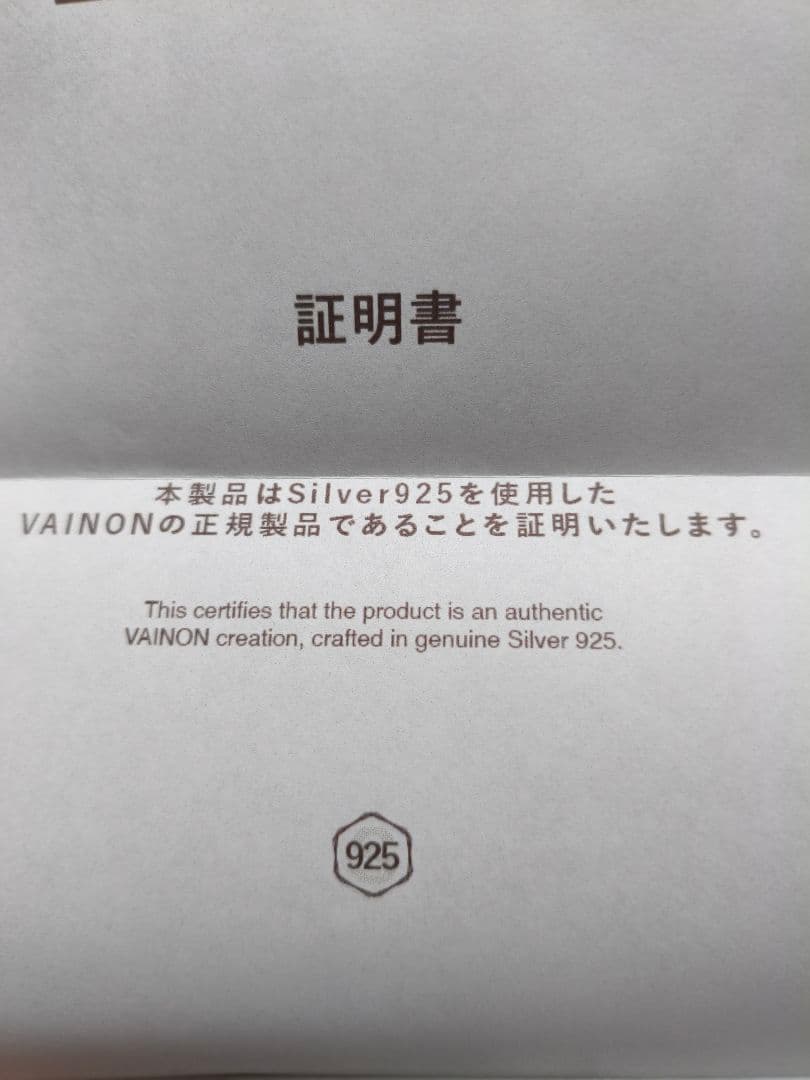 証明書
本製品はSilver925を使用した
VAINONの正規製品であることを証明いたします。
This certifies that the product is an authentic
VAINON creation, crafted in genuine Silver 925.
925